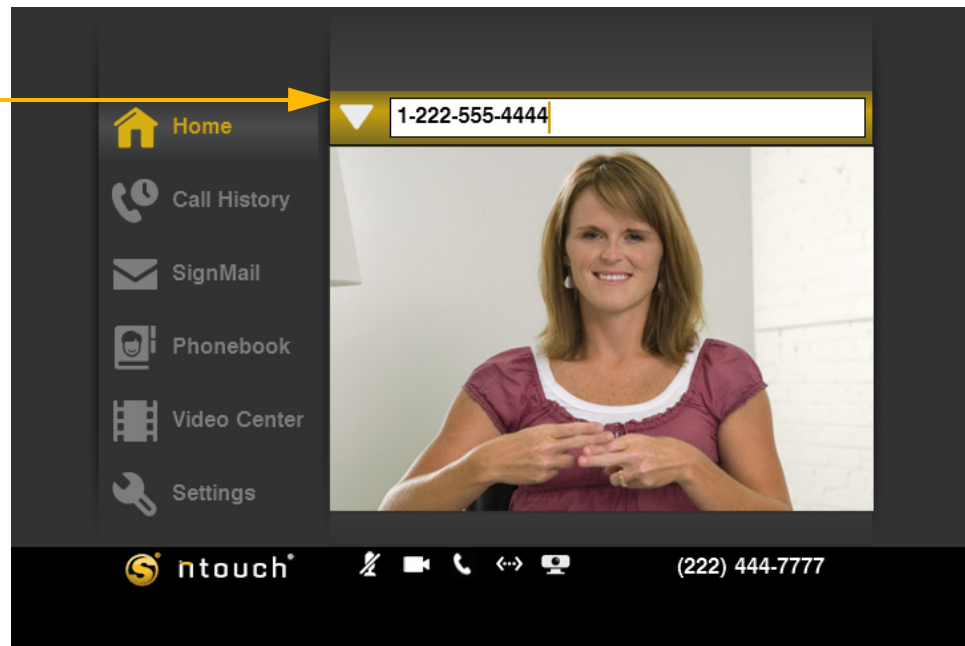 1-222-555-4444
Home
Call History
SignMail
Phonebook
Video Center
Settings
ntouch®
(222) 444-7777